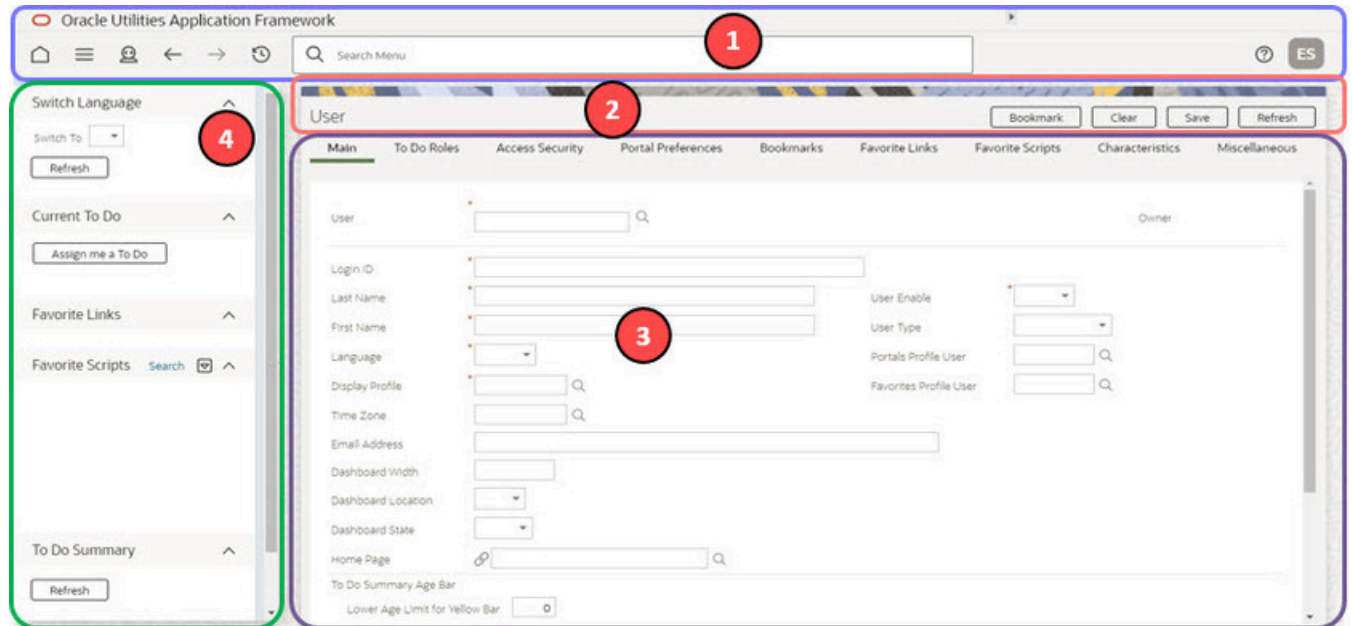 Oracle Utilities Application Framework
Search Menu
1
ES
Switch Language
4
Switch To
Refresh
Current To Do
Assign me a To Do
Favorite Links
Favorite Scripts Search
To Do Summary
Refresh
2
User
Bookmark Clear Save Refresh
Main To Do Roles Access Security Portal Preferences Bookmarks Favorite Links Favorite Scripts Characteristics Miscellaneous
User * Owner
Login ID *
Last Name * User Enable *
First Name * User Type
3
Language * Portals Profile User
Display Profile * Favorites Profile User
Time Zone
Email Address
Dashboard Width
Dashboard Location
Dashboard State
Home Page
To Do Summary Age Bar
Lower Age Limit for Yellow Bar 0